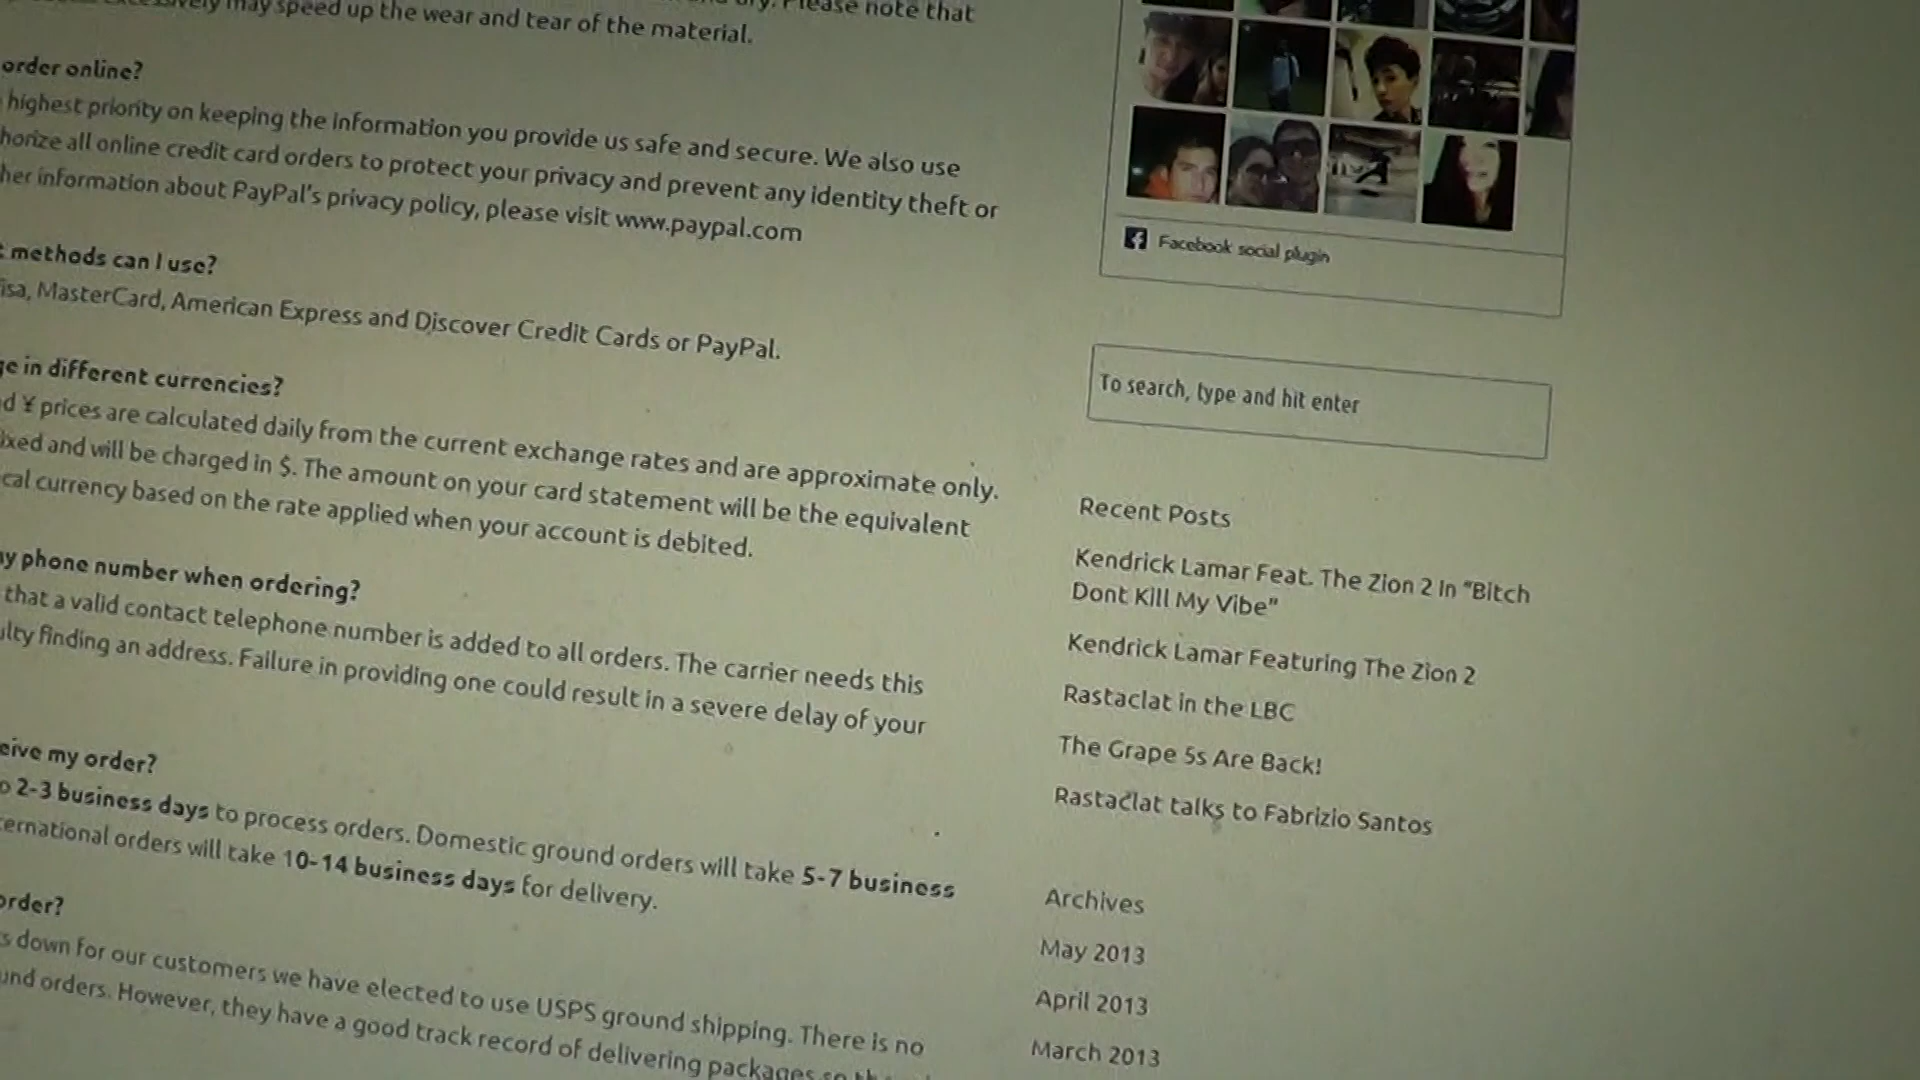 may speed up the wear and tear of the material.
Please note that
order online?
highest priority on keeping the information you provide us safe and secure. We also use
all online credit card orders to protect your privacy and prevent any identity theft or
information about PayPal's privacy policy, please visit www.paypal.com
methods can I use?
MasterCard, American Express and Discover Credit Cards or PayPal.
in different currencies?
¥ prices are calculated daily from the current exchange rates and are approximate only.
and will be charged in $. The amount on your card statement will be the equivalent
currency based on the rate applied when your account is debited.
phone number when ordering?
that a valid contact telephone number is added to all orders. The carrier needs this
finding an address. Failure in providing one could result in a severe delay of your
my order?
2-3 business days to process orders. Domestic ground orders will take 5-7 business
orders will take 10-14 business days for delivery.
order?
down for our customers we have elected to use USPS ground shipping. There is no
orders. However, they have a good track record of delivering packages so
Facebook social plugin
To search, type and hit enter
Recent Posts
Kendrick Lamar Feat. The Zion 2 In "Bitch
Dont Kill My Vibe"
Kendrick Lamar Featuring The Zion 2
Rastaclat in the LBC
The Grape 5s Are Back!
Rastaclat talks to Fabrizio Santos
Archives
May 2013
April 2013
March 2013